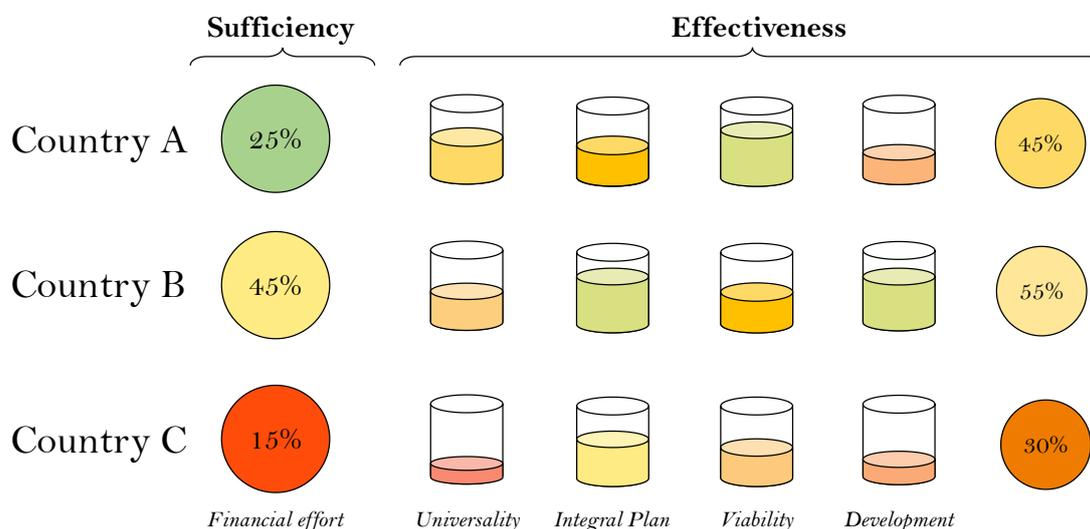 Sufficiency Effectiveness
Country A 25% 45%
Country B 45% 55%
Country C 15% 30%
Financial effort Universality Integral Plan Viability Development